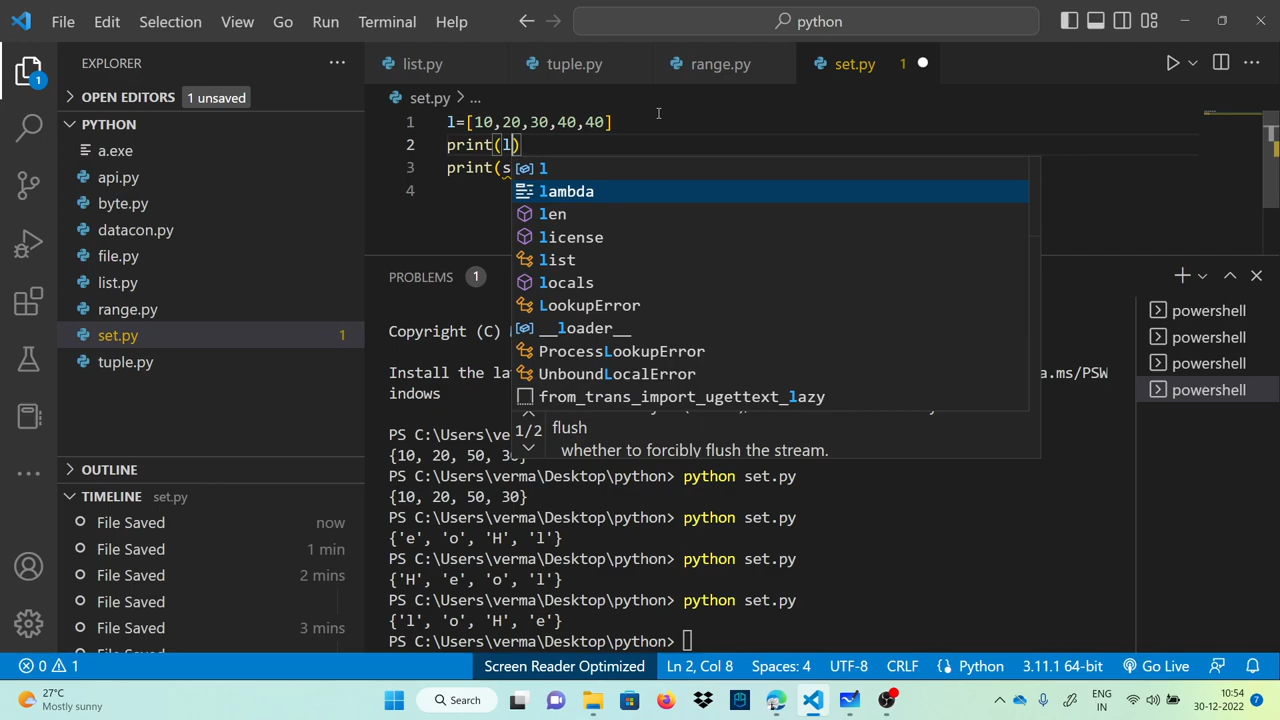 File Edit Selection View Go Run Terminal Help
python
EXPLORER
OPEN EDITORS 1 unsaved
PYTHON
a.exe
api.py
byte.py
datacon.py
file.py
list.py
range.py
set.py 1
tuple.py
OUTLINE
TIMELINE set.py
File Saved now
File Saved 1 min
File Saved 2 mins
File Saved
File Saved 3 mins
list.py tuple.py range.py set.py 1
set.py > ...
1 l=[10,20,30,40,40]
2 print(l)
3 print(s
4
l
lambda
len
license
list
locals
LookupError
__loader__
ProcessLookupError
UnboundLocalError
from_trans_import_ugettext_lazy
1/2 flush
whether to forcibly flush the stream.
PROBLEMS 1
Copyright (C)
Install the la a.ms/PSW
indows
PS C:\Users\ve
{10, 20, 50, 30}
PS C:\Users\verma\Desktop\python> python set.py
{10, 20, 50, 30}
PS C:\Users\verma\Desktop\python> python set.py
{'e', 'o', 'H', 'l'}
PS C:\Users\verma\Desktop\python> python set.py
{'H', 'e', 'o', 'l'}
PS C:\Users\verma\Desktop\python> python set.py
{'l', 'o', 'H', 'e'}
PS C:\Users\verma\Desktop\python>
powershell
powershell
powershell
powershell
0 1 Screen Reader Optimized Ln 2, Col 8 Spaces: 4 UTF-8 CRLF Python 3.11.1 64-bit Go Live
27°C
Mostly sunny
Search
ENG
IN
10:54
30-12-2022
7